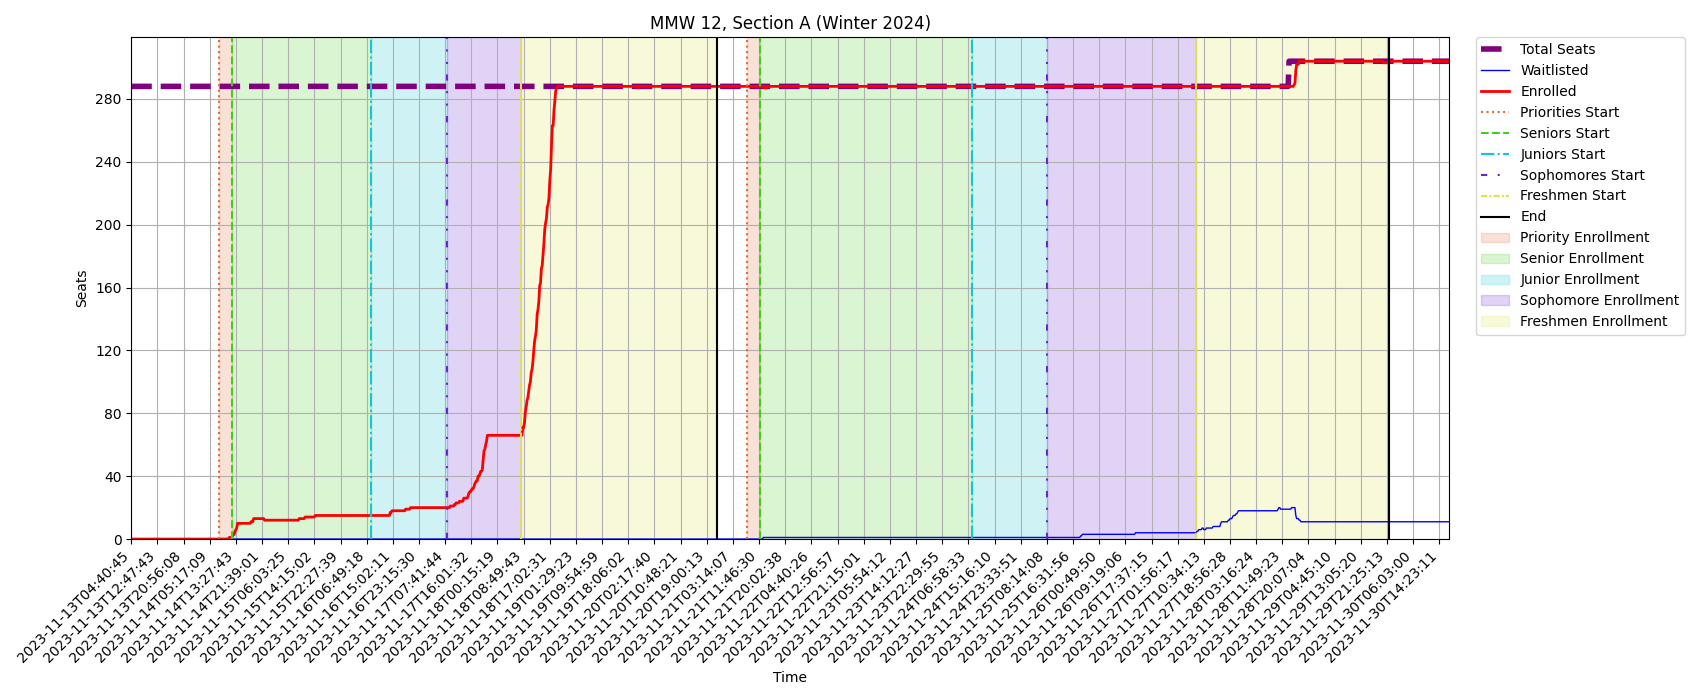 MMW 12, Section A (Winter 2024)
Total Seats
Waitlisted
Enrolled
Priorities Start
Seniors Start
Juniors Start
Sophomores Start
Freshmen Start
End
Priority Enrollment
Senior Enrollment
Junior Enrollment
Sophomore Enrollment
Freshmen Enrollment
Seats
280
240
200
160
120
80
40
0
2023-11-13T04:40:45
2023-11-13T12:47:43
2023-11-13T20:56:08
2023-11-14T05:17:09
2023-11-14T13:27:43
2023-11-14T21:39:01
2023-11-15T06:03:25
2023-11-15T14:15:02
2023-11-15T22:27:39
2023-11-16T06:49:18
2023-11-16T15:02:11
2023-11-16T23:15:30
2023-11-17T07:41:44
2023-11-17T16:01:32
2023-11-18T00:15:19
2023-11-18T08:49:43
2023-11-18T17:02:31
2023-11-19T01:29:23
2023-11-19T09:54:59
2023-11-19T18:06:02
2023-11-20T02:17:40
2023-11-20T10:48:21
2023-11-20T19:00:13
2023-11-21T03:14:07
2023-11-21T11:46:30
2023-11-21T20:02:38
2023-11-22T04:40:26
2023-11-22T12:56:57
2023-11-22T21:15:01
2023-11-23T05:54:12
2023-11-23T14:12:27
2023-11-23T22:29:55
2023-11-24T06:58:33
2023-11-24T15:16:10
2023-11-24T23:33:51
2023-11-25T08:14:08
2023-11-25T16:31:56
2023-11-26T00:49:50
2023-11-26T09:19:06
2023-11-26T17:37:15
2023-11-27T01:56:17
2023-11-27T10:34:13
2023-11-27T18:56:28
2023-11-28T03:16:24
2023-11-28T11:49:23
2023-11-28T20:07:04
2023-11-29T04:45:10
2023-11-29T13:05:20
2023-11-29T21:25:13
2023-11-30T06:03:00
2023-11-30T14:23:11
Time